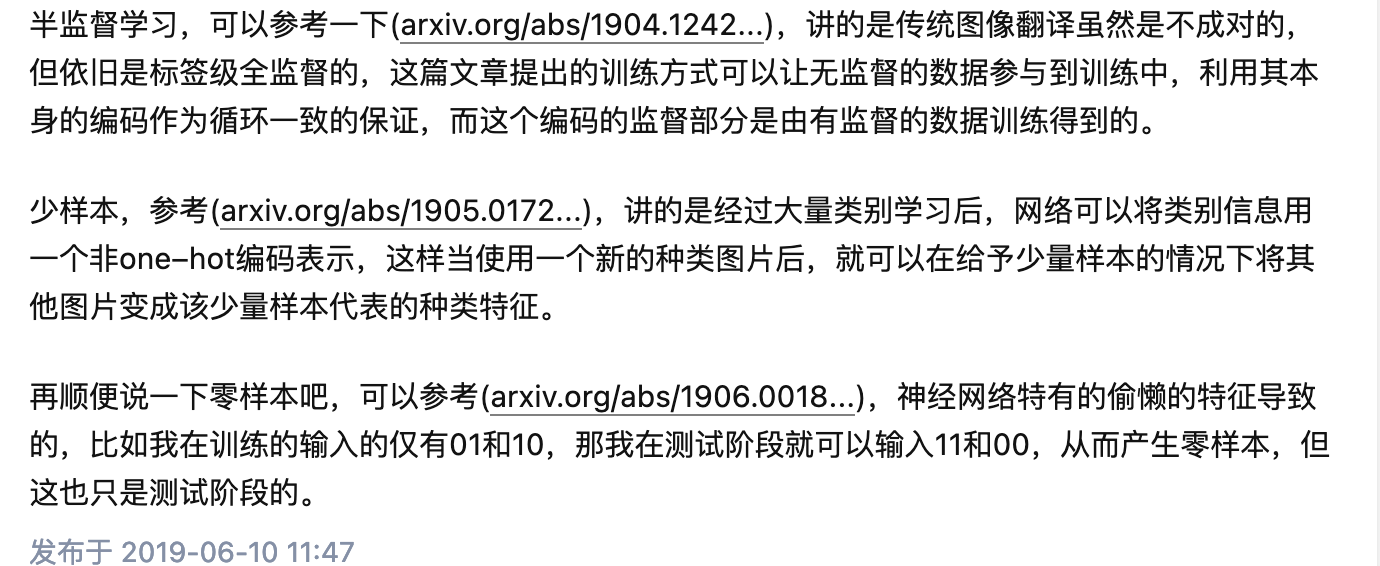 半监督学习，可以参考一下(arxiv.org/abs/1904.1242...)，讲的是传统图像翻译虽然是不成对的，
但依旧是标签级全监督的，这篇文章提出的训练方式可以让无监督的数据参与到训练中，利用其本
身的编码作为循环一致的保证，而这个编码的监督部分是由有监督的数据训练得到的。
少样本，参考(arxiv.org/abs/1905.0172...)，讲的是经过大量类别学习后，网络可以将类别信息用
一个非one-hot编码表示，这样当使用一个新的种类图片后，就可以在给予少量样本的情况下将其
他图片变成该少量样本代表的种类特征。
再顺便说一下零样本吧，可以参考(arxiv.org/abs/1906.0018...)，神经网络特有的偷懒的特征导致
的，比如我在训练的输入的仅有01和10，那我在测试阶段就可以输入11和00，从而产生零样本，但
这也只是测试阶段的。
发布于 2019-06-10 11:47